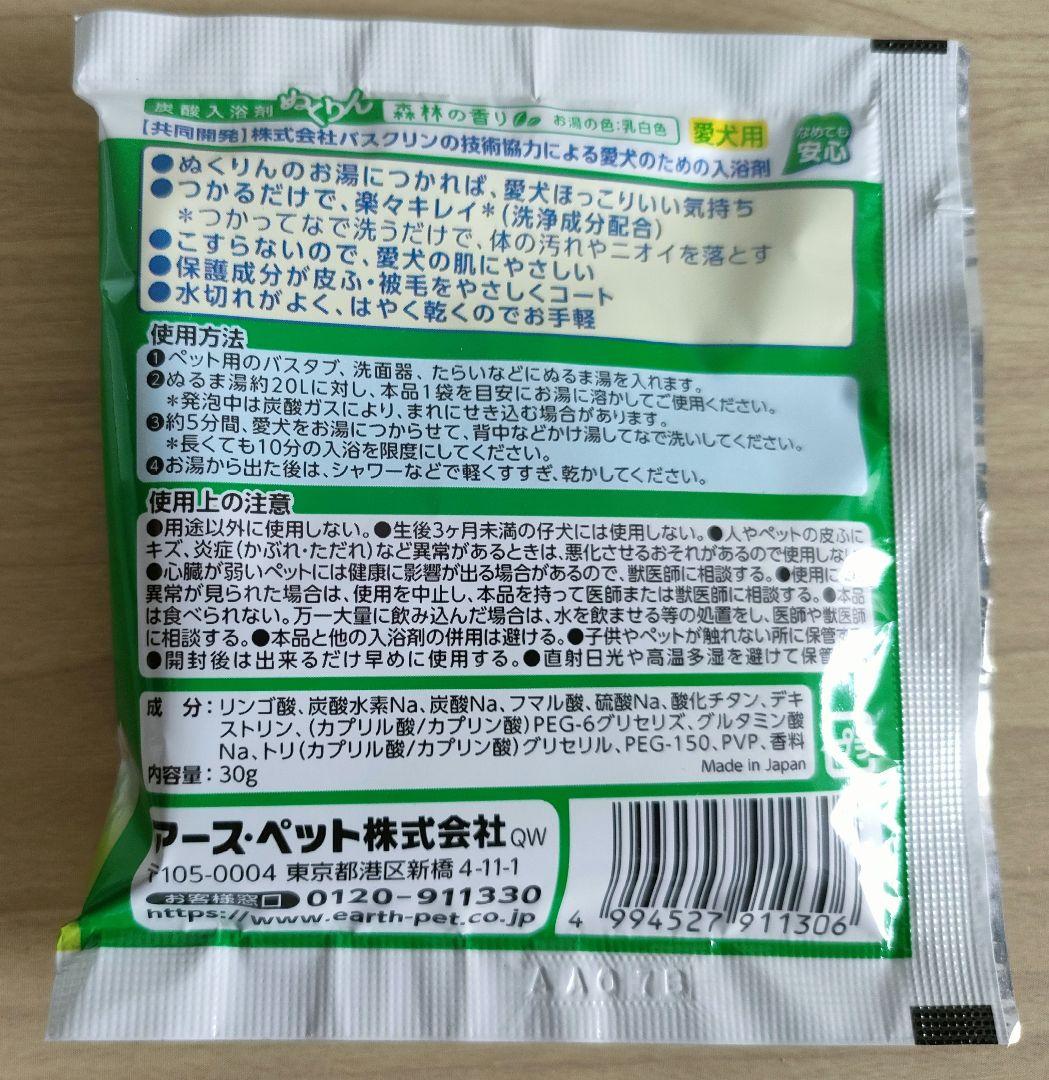 炭酸入浴剤 ぬくりん 森林の香り お湯の色：乳白色 愛犬用 なめても安心
【共同開発】株式会社バスクリンの技術協力による愛犬のための入浴剤
●ぬくりんのお湯につかれば、愛犬ほっこりいい気持ち
●つかるだけで、楽々キレイ＊（洗浄成分配合）
＊つかってなで洗うだけで、体の汚れやニオイを落とす
●こすらないので、愛犬の肌にやさしい
●保護成分が皮ふ・被毛をやさしくコート
●水切れがよく、はやく乾くのでお手軽
使用方法
❶ペット用のバスタブ、洗面器、たらいなどにぬるま湯を入れます。
❷ぬるま湯約20Lに対し、本品1袋を目安にお湯に溶かしてご使用ください。
＊発泡中は炭酸ガスにより、まれにせき込む場合があります。
❸約5分間、愛犬をお湯につからせて、背中などかけ湯してなで洗いしてください。
＊長くても10分の入浴を限度にしてください。
❹お湯から出た後は、シャワーなどで軽くすすぎ、乾かしてください。
使用上の注意
●用途以外に使用しない。●生後3ヶ月未満の仔犬には使用しない。●人やペットの皮ふに
キズ、炎症（かぶれ・ただれ）など異常があるときは、悪化させるおそれがあるので使用しない
●心臓が弱いペットには健康に影響が出る場合があるので、獣医師に相談する。●使用に
異常が見られた場合は、使用を中止し、本品を持って医師または獣医師に相談する。●本品
は食べられない。万一大量に飲み込んだ場合は、水を飲ませる等の処置をし、医師や獣医師
に相談する。●本品と他の入浴剤の併用は避ける。●子供やペットが触れない所に保管す
●開封後は出来るだけ早めに使用する。●直射日光や高温多湿を避けて保管
成 分：リンゴ酸、炭酸水素Na、炭酸Na、フマル酸、硫酸Na、酸化チタン、デキ
ストリン、（カプリル酸/カプリン酸）PEG-6グリセリズ、グルタミン酸
Na、トリ（カプリル酸/カプリン酸）グリセリル、PEG-150、PVP、香料
内容量：30g
Made in Japan
アース・ペット株式会社 QW
〒105-0004 東京都港区新橋 4-11-1
お客様窓口 0120-911330
https://www.earth-pet.co.jp
4 994527 911306
AA07B